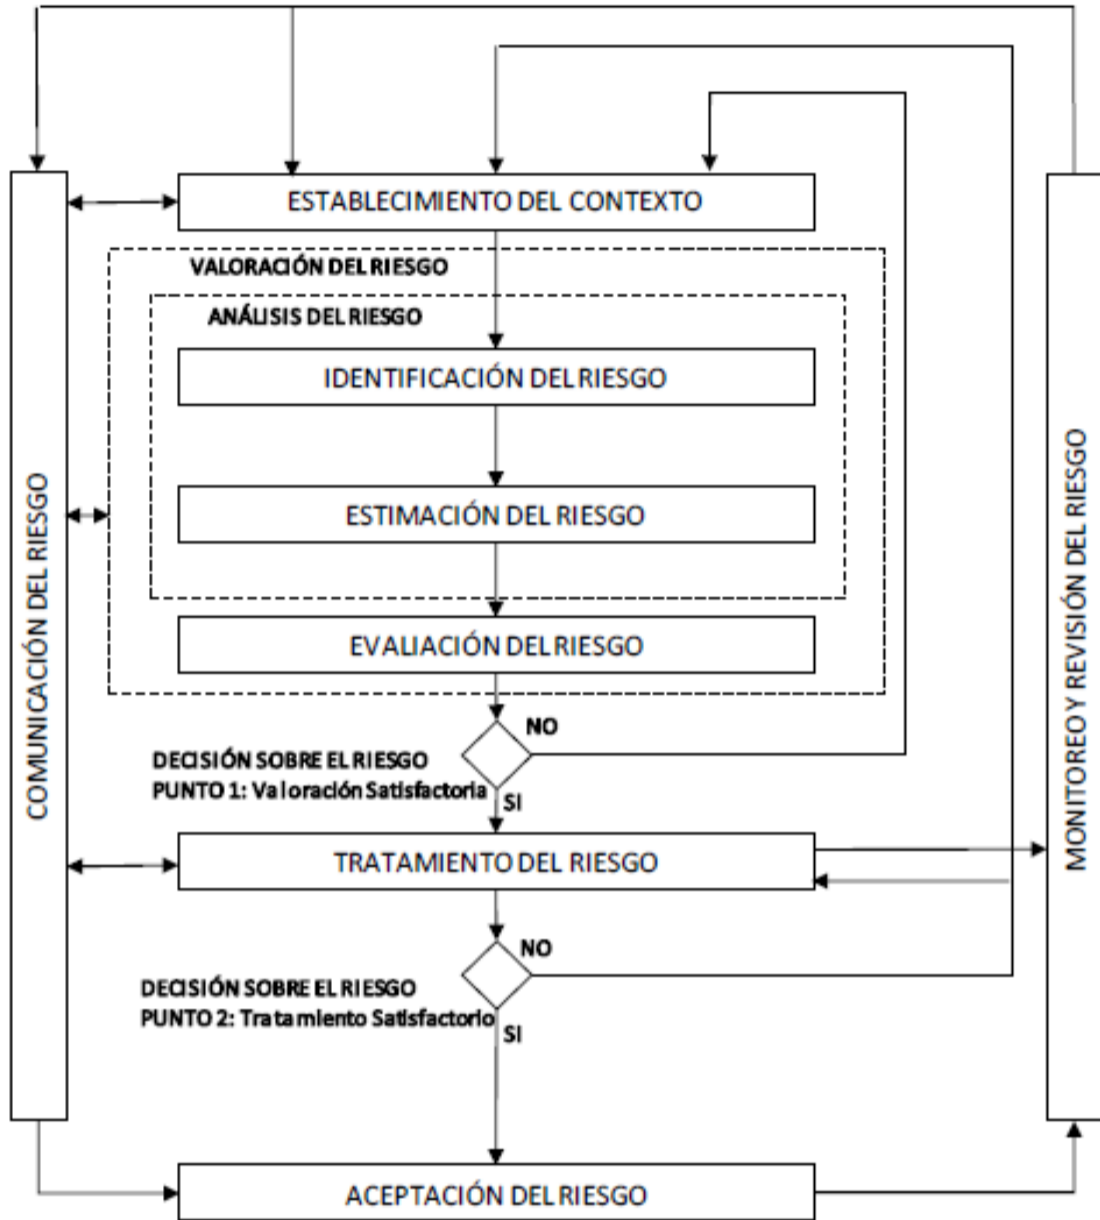 ESTABLECIMIENTO DEL CONTEXTO
VALORACIÓN DEL RIESGO
ANÁLISIS DEL RIESGO
IDENTIFICACIÓN DEL RIESGO
ESTIMACIÓN DEL RIESGO
EVALIACIÓN DEL RIESGO
NO
DECISIÓN SOBRE EL RIESGO
PUNTO 1: Valoración Satisfactoria
SI
TRATAMIENTO DEL RIESGO
NO
DECISIÓN SOBRE EL RIESGO
PUNTO 2: Tratamiento Satisfactorio
SI
ACEPTACIÓN DEL RIESGO
COMUNICACIÓN DEL RIESGO
MONITOREO Y REVISIÓN DEL RIESGO